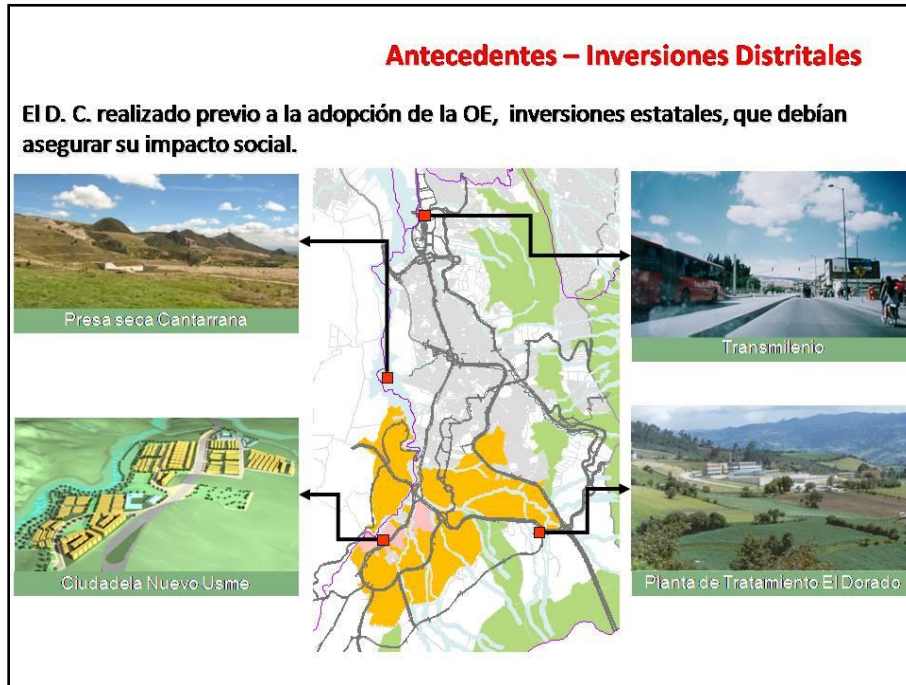 Antecedentes – Inversiones Distritales
El D. C. realizado previo a la adopción de la OE, inversiones estatales, que debían
asegurar su impacto social.
Presa seca Cantarrana
Transmilenio
Ciudadela Nuevo Usme
Planta de Tratamiento El Dorado